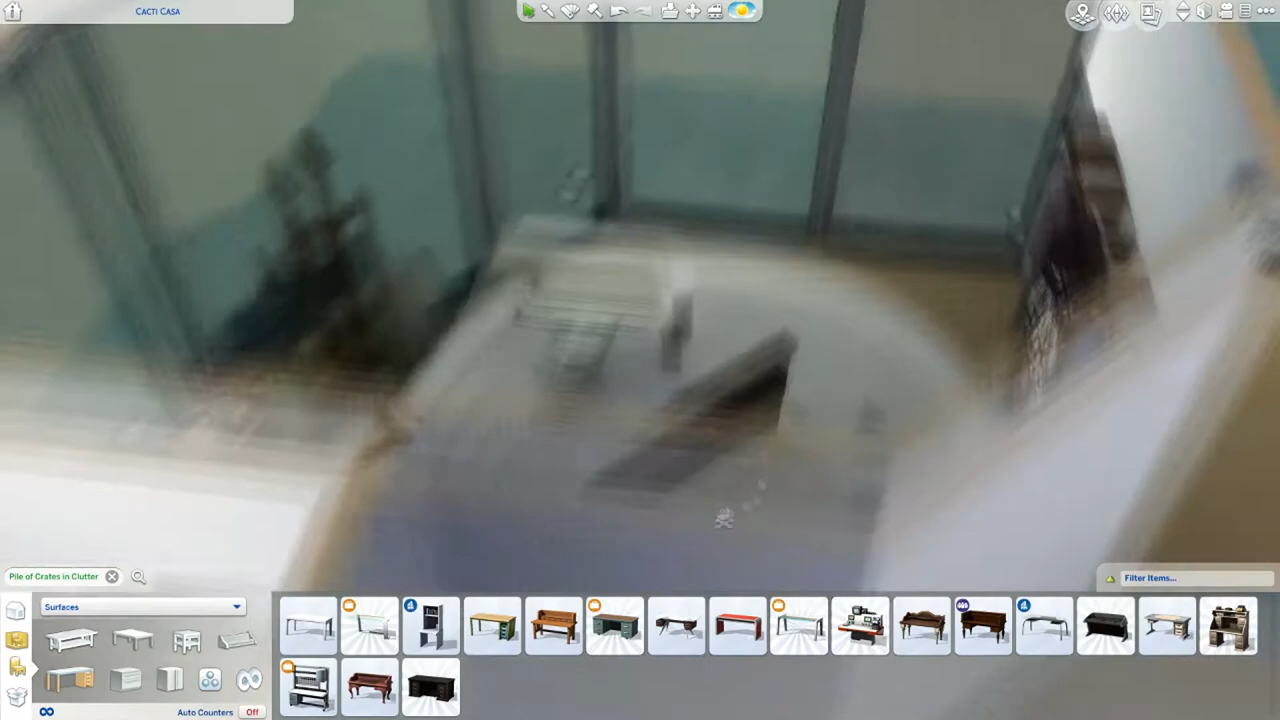 CACTI CASA
Pile of Crates in Clutter
Filter Items...
Surfaces
Auto Counters Off